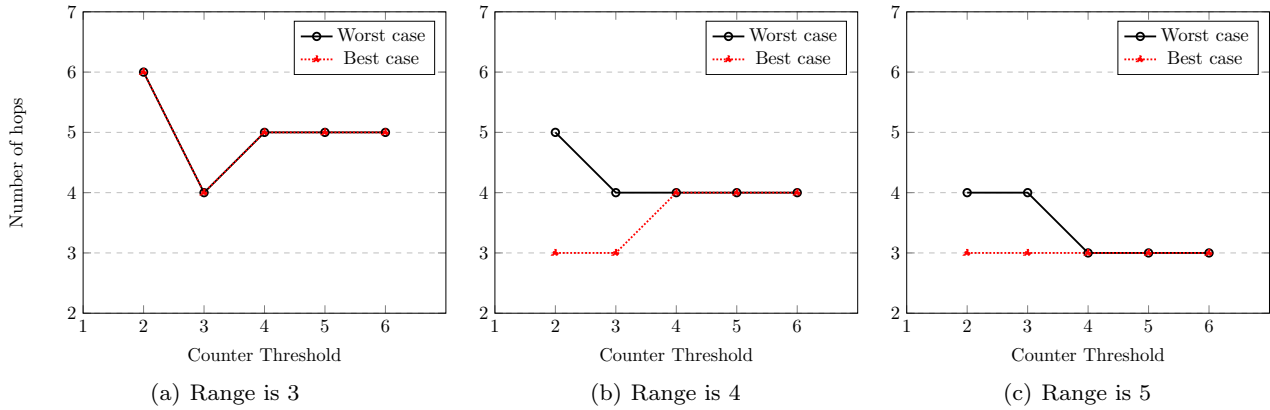 Number of hops
7
6
5
4
3
2
1 2 3 4 5 6
Worst case
Best case
Counter Threshold
(a) Range is 3
7
6
5
4
3
2
1 2 3 4 5 6
Worst case
Best case
Counter Threshold
(b) Range is 4
7
6
5
4
3
2
1 2 3 4 5 6
Worst case
Best case
Counter Threshold
(c) Range is 5